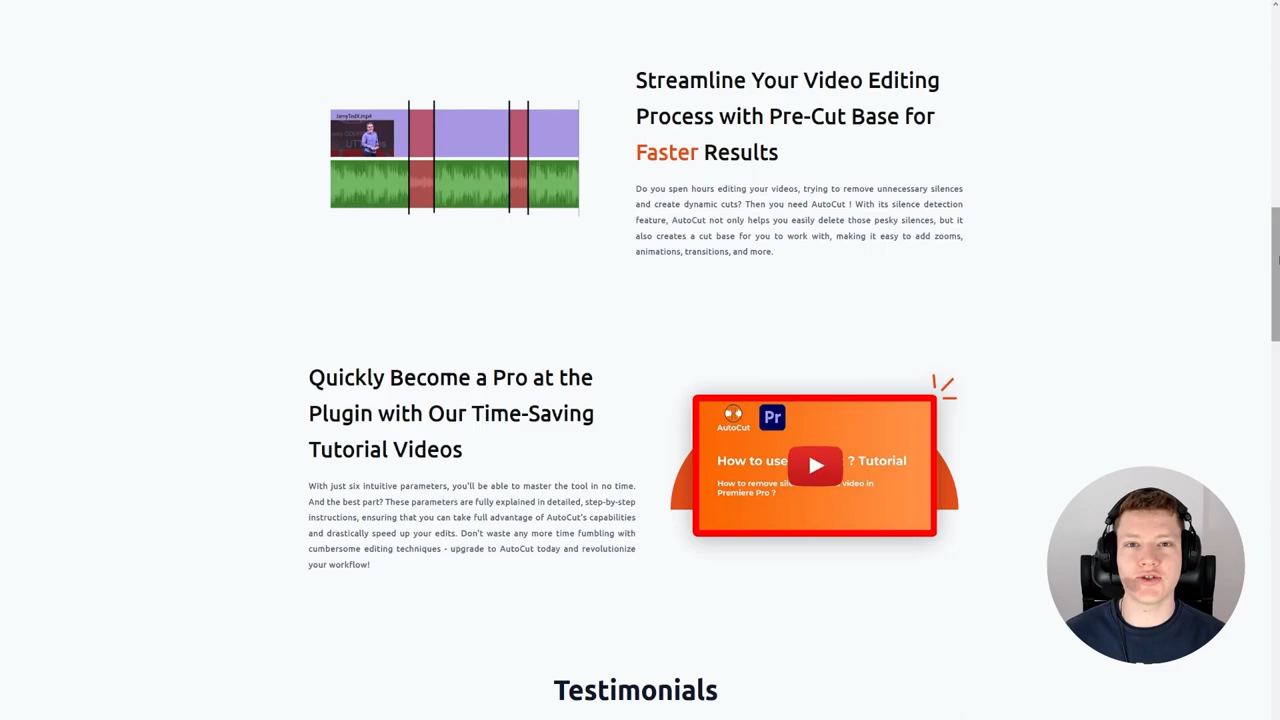 Streamline Your Video Editing
Process with Pre-Cut Base for
Faster Results
JarryTedX.mp4
Do you spen hours editing your videos, trying to remove unnecessary silences
and create dynamic cuts? Then you need AutoCut ! With its silence detection
feature, AutoCut not only helps you easily delete those pesky silences, but it
also creates a cut base for you to work with, making it easy to add zooms,
animations, transitions, and more.
Quickly Become a Pro at the
Plugin with Our Time-Saving
Tutorial Videos
With just six intuitive parameters, you'll be able to master the tool in no time.
And the best part? These parameters are fully explained in detailed, step-by-step
instructions, ensuring that you can take full advantage of AutoCut's capabilities
and drastically speed up your edits. Don't waste any more time fumbling with
cumbersome editing techniques - upgrade to AutoCut today and revolutionize
your workflow!
AutoCut
Pr
How to use ? Tutorial
How to remove video in
Premiere Pro ?
Testimonials